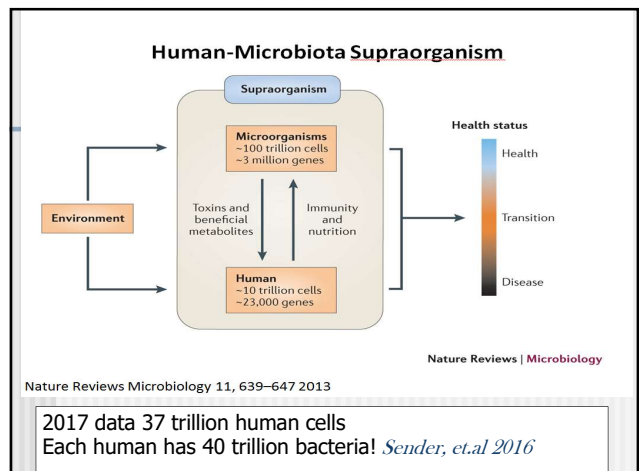 Human-Microbiota Supraorganism
Supraorganism
Microorganisms
~100 trillion cells
~3 million genes
Environment
Toxins and
beneficial
metabolites
Immunity
and
nutrition
Human
~10 trillion cells
~23,000 genes
Health status
Health
Transition
Disease
Nature Reviews | Microbiology
Nature Reviews Microbiology 11, 639–647 2013
2017 data 37 trillion human cells
Each human has 40 trillion bacteria! Sender, et.al 2016